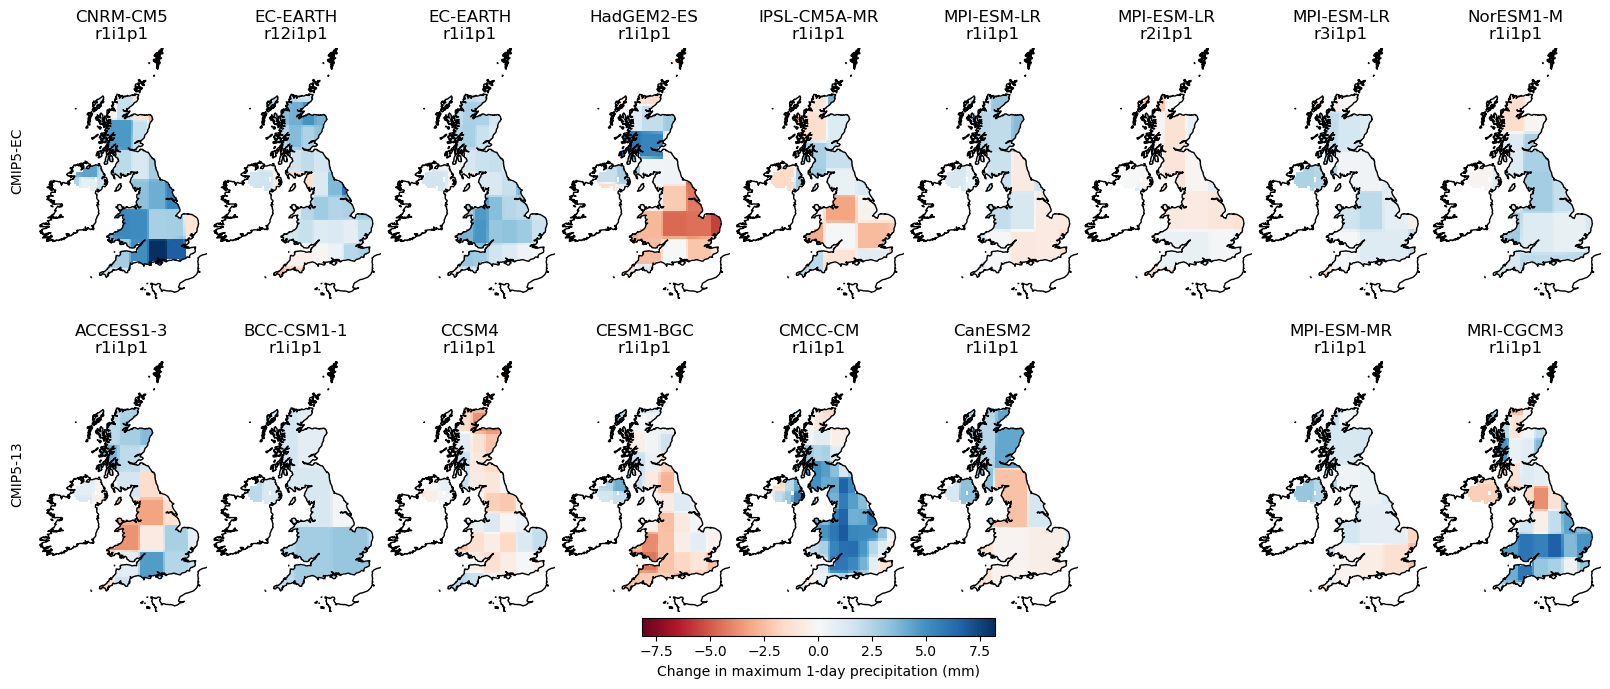 CNRM-CM5
r1i1p1
EC-EARTH
r12i1p1
EC-EARTH
r1i1p1
HadGEM2-ES
r1i1p1
IPSL-CM5A-MR
r1i1p1
MPI-ESM-LR
r1i1p1
MPI-ESM-LR
r2i1p1
MPI-ESM-LR
r3i1p1
NorESM1-M
r1i1p1
CMIP5-EC
ACCESS1-3
r1i1p1
BCC-CSM1-1
r1i1p1
CCSM4
r1i1p1
CESM1-BGC
r1i1p1
CMCC-CM
r1i1p1
CanESM2
r1i1p1
MPI-ESM-MR
r1i1p1
MRI-CGCM3
r1i1p1
CMIP5-13
−7.5 −5.0 −2.5 0.0 2.5 5.0 7.5
Change in maximum 1-day precipitation (mm)